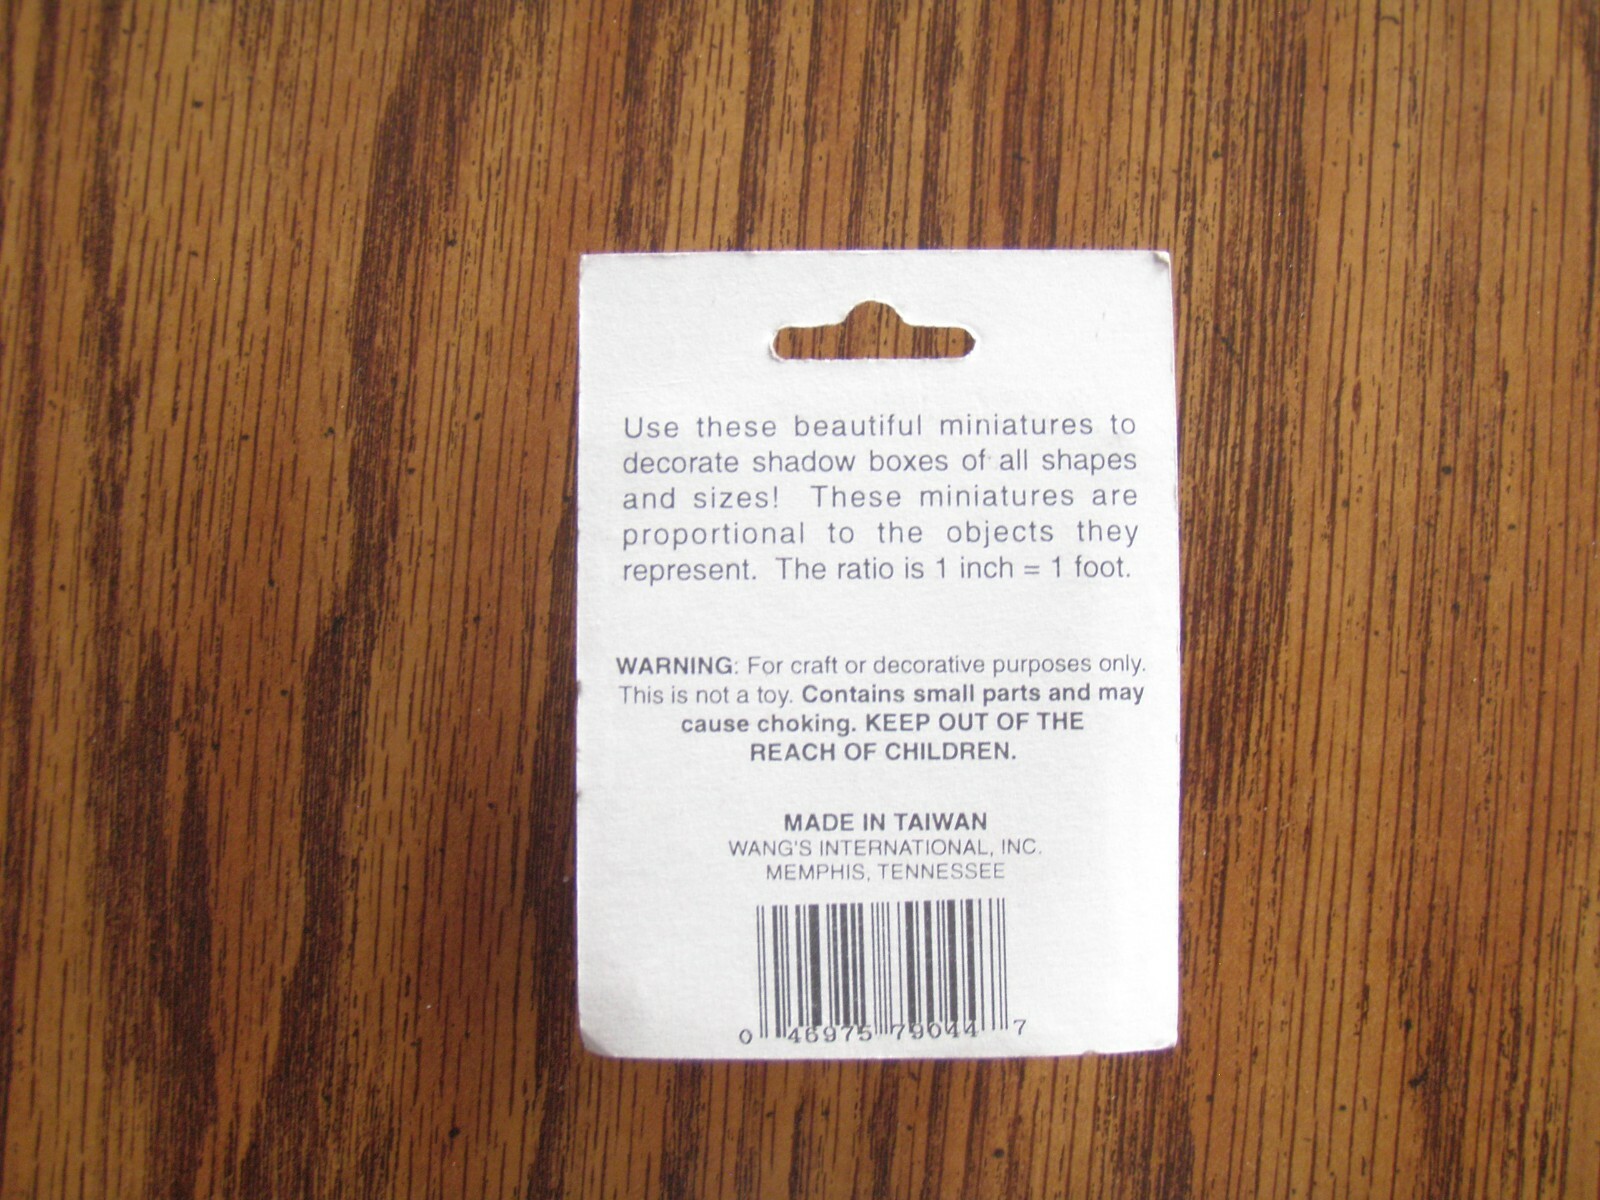 Use these beautiful miniatures to
decorate shadow boxes of all shapes
and sizes! These miniatures are
proportional to the objects they
represent. The ratio is 1 inch = 1 foot.
WARNING: For craft or decorative purposes only.
This is not a toy. Contains small parts and may
cause choking. KEEP OUT OF THE
REACH OF CHILDREN.
MADE IN TAIWAN
WANG'S INTERNATIONAL, INC.
MEMPHIS, TENNESSEE
0 46975 79044 7